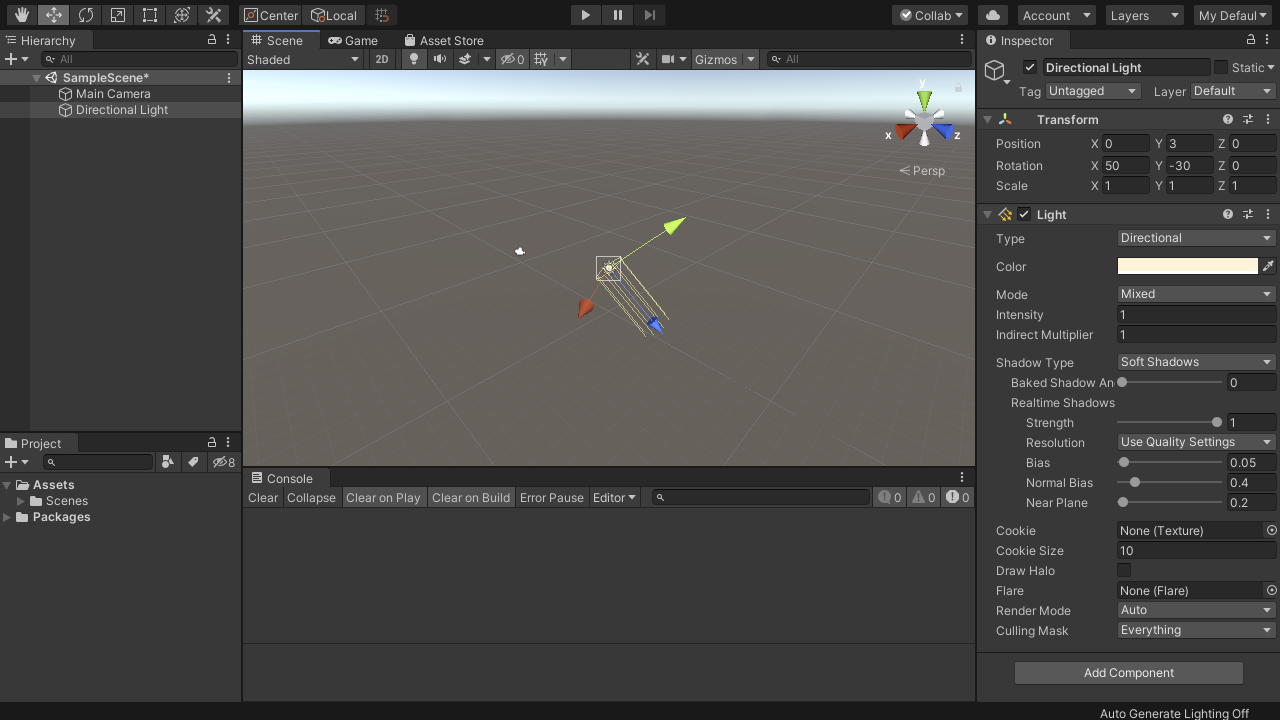 Center Local Collab Account Layers My Defaul
Hierarchy Scene Game Asset Store Inspector
All Shaded 2D 0 Gizmos All
SampleScene*
Main Camera
Directional Light
y
x z
Persp
Directional Light Static
Tag Untagged Layer Default
Transform
Position X 0 Y 3 Z 0
Rotation X 50 Y -30 Z 0
Scale X 1 Y 1 Z 1
Light
Type Directional
Color
Mode Mixed
Intensity 1
Indirect Multiplier 1
Shadow Type Soft Shadows
Baked Shadow An 0
Realtime Shadows
Strength 1
Resolution Use Quality Settings
Bias 0.05
Normal Bias 0.4
Near Plane 0.2
Cookie None (Texture)
Cookie Size 10
Draw Halo
Flare None (Flare)
Render Mode Auto
Culling Mask Everything
Add Component
Project
8
Assets
Scenes
Packages
Console
Clear Collapse Clear on Play Clear on Build Error Pause Editor 0 0 0
Auto Generate Lighting Off